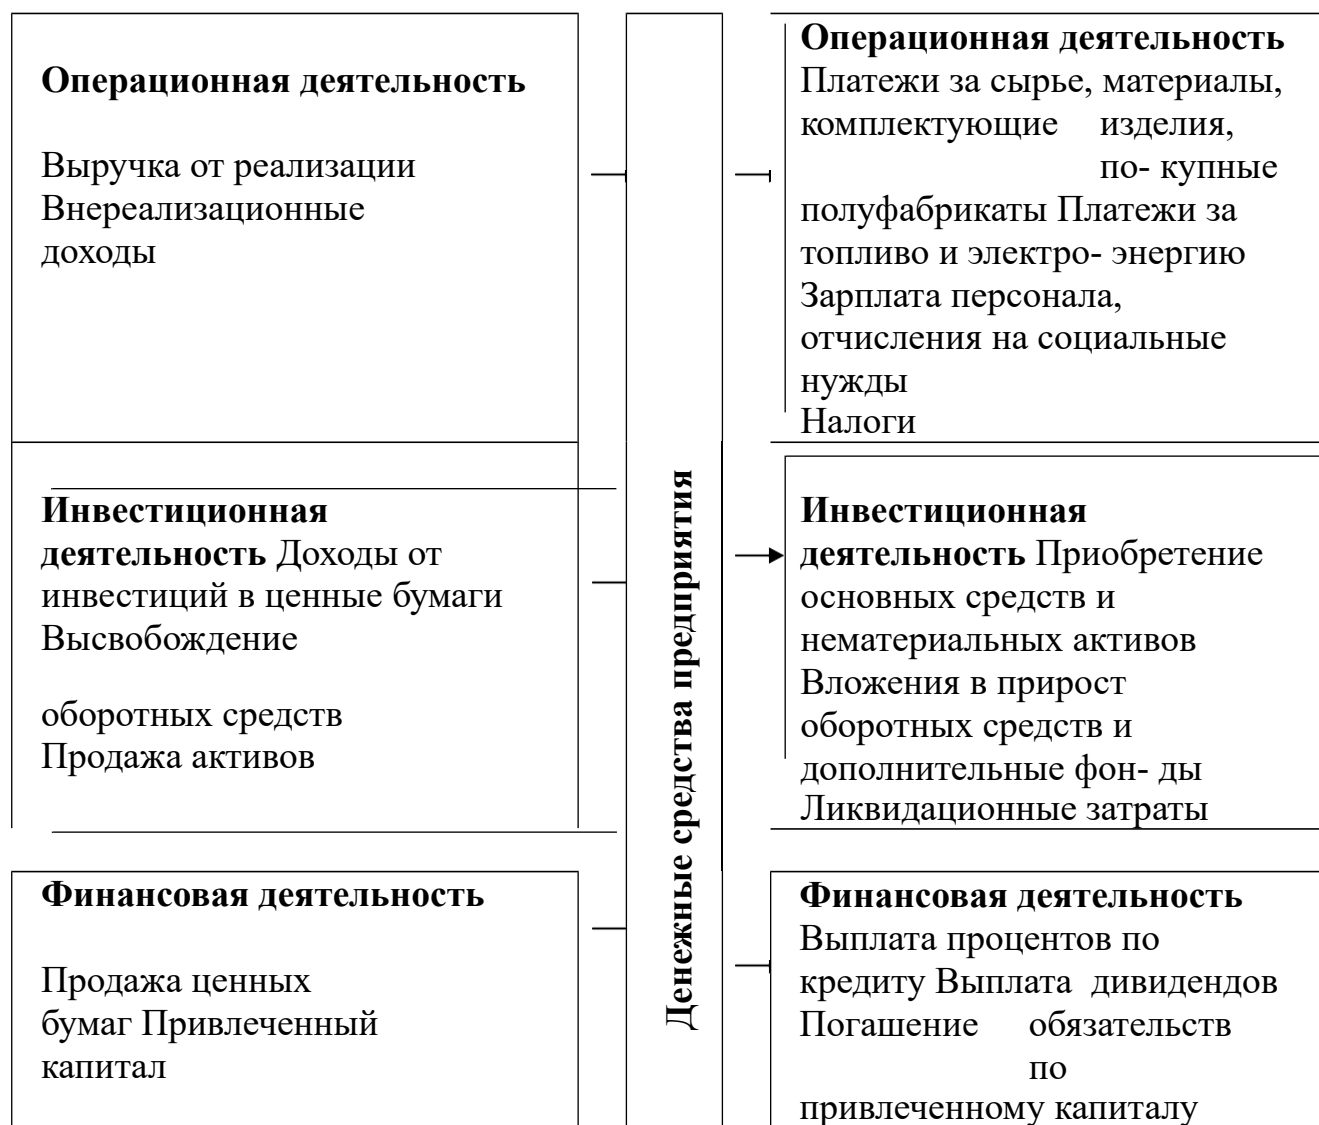 Операционная деятельность
Выручка от реализации
Внереализационные
доходы
Инвестиционная
деятельность Доходы от
инвестиций в ценные бумаги
Высвобождение
оборотных средств
Продажа активов
Финансовая деятельность
Продажа ценных
бумаг Привлеченный
капитал
Денежные средства предприятия
Операционная деятельность
Платежи за сырье, материалы,
комплектующие изделия,
по- купные
полуфабрикаты Платежи за
топливо и электро- энергию
Зарплата персонала,
отчисления на социальные
нужды
Налоги
Инвестиционная
деятельность Приобретение
основных средств и
нематериальных активов
Вложения в прирост
оборотных средств и
дополнительные фон- ды
Ликвидационные затраты
Финансовая деятельность
Выплата процентов по
кредиту Выплата дивидендов
Погашение обязательств
по
привлеченному капиталу